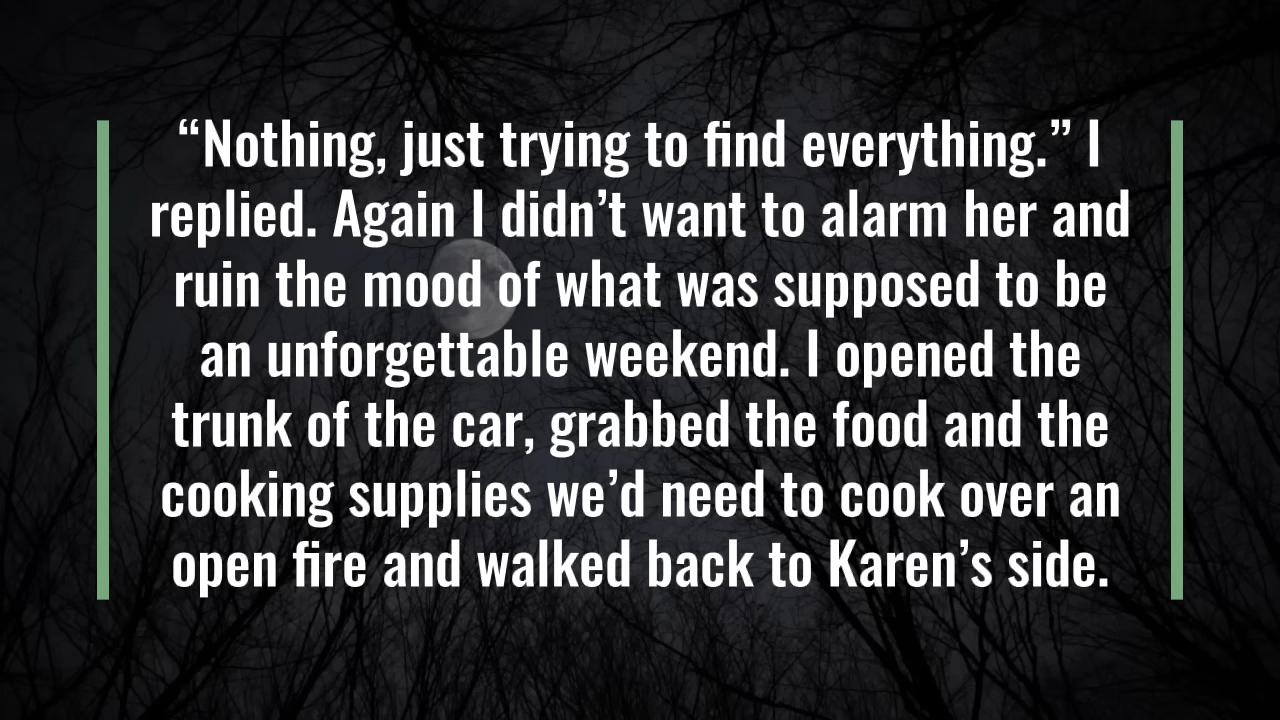 “Nothing, just trying to find everything.” I
replied. Again I didn’t want to alarm her and
ruin the mood of what was supposed to be
an unforgettable weekend. I opened the
trunk of the car, grabbed the food and the
cooking supplies we’d need to cook over an
open fire and walked back to Karen’s side.